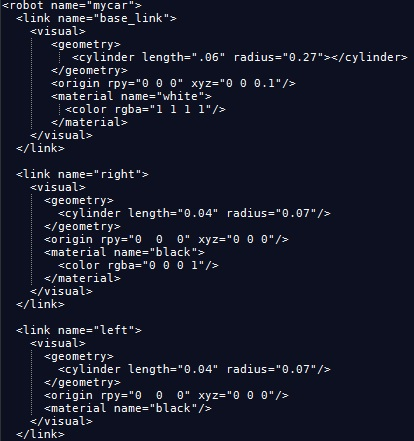 <robot name="mycar">
<link name="base_link">
<visual>
<geometry>
<cylinder length=".06" radius="0.27"></cylinder>
</geometry>
<origin rpy="0 0 0" xyz="0 0 0.1"/>
<material name="white">
<color rgba="1 1 1 1"/>
</material>
</visual>
</link>
<link name="right">
<visual>
<geometry>
<cylinder length="0.04" radius="0.07"/>
</geometry>
<origin rpy="0  0  0" xyz="0 0 0"/>
<material name="black">
<color rgba="0 0 0 1"/>
</material>
</visual>
</link>
<link name="left">
<visual>
<geometry>
<cylinder length="0.04" radius="0.07"/>
</geometry>
<origin rpy="0  0  0" xyz="0 0 0"/>
<material name="black"/>
</visual>
</link>